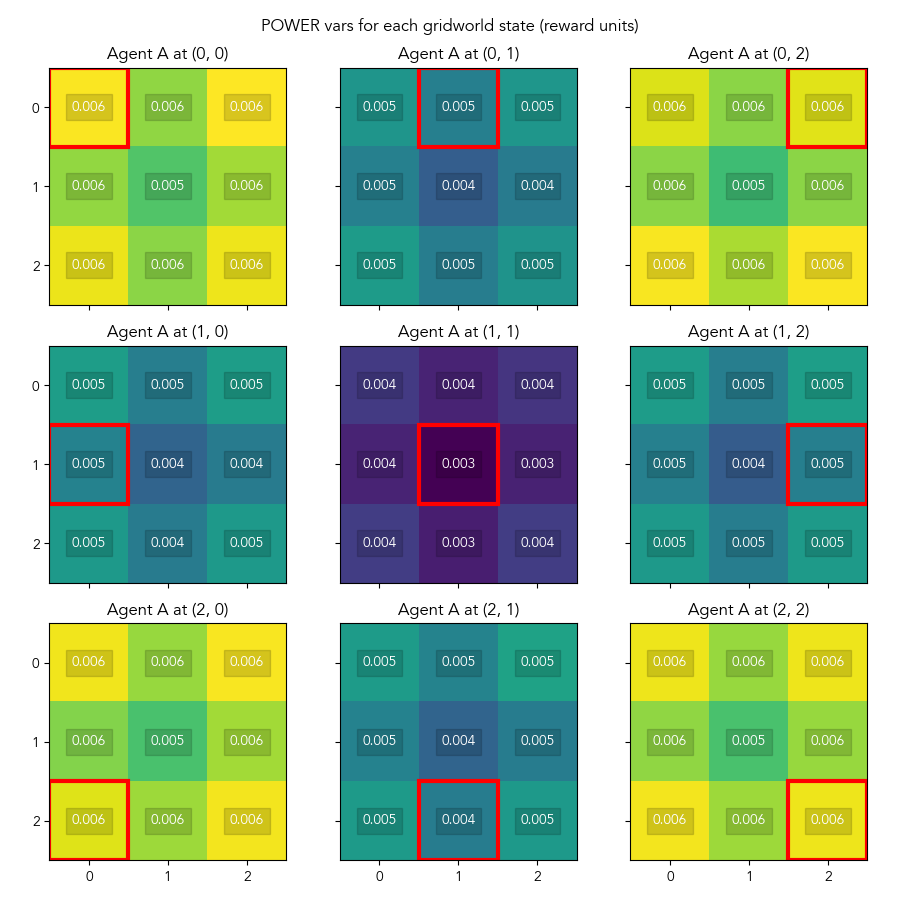 POWER vars for each gridworld state (reward units)
Agent A at (0, 0) Agent A at (0, 1) Agent A at (0, 2)
0 0.006 0.006 0.006 0.005 0.005 0.005 0.006 0.006 0.006
1 0.006 0.005 0.006 0.005 0.004 0.004 0.006 0.005 0.006
2 0.006 0.006 0.006 0.005 0.005 0.005 0.006 0.006 0.006
Agent A at (1, 0) Agent A at (1, 1) Agent A at (1, 2)
0 0.005 0.005 0.005 0.004 0.004 0.004 0.005 0.005 0.005
1 0.005 0.004 0.004 0.004 0.003 0.003 0.005 0.004 0.005
2 0.005 0.004 0.005 0.004 0.003 0.004 0.005 0.005 0.005
Agent A at (2, 0) Agent A at (2, 1) Agent A at (2, 2)
0 0.006 0.006 0.006 0.005 0.005 0.005 0.006 0.006 0.006
1 0.006 0.005 0.006 0.005 0.004 0.005 0.006 0.005 0.006
2 0.006 0.006 0.006 0.005 0.004 0.005 0.006 0.006 0.006
0 1 2 0 1 2 0 1 2